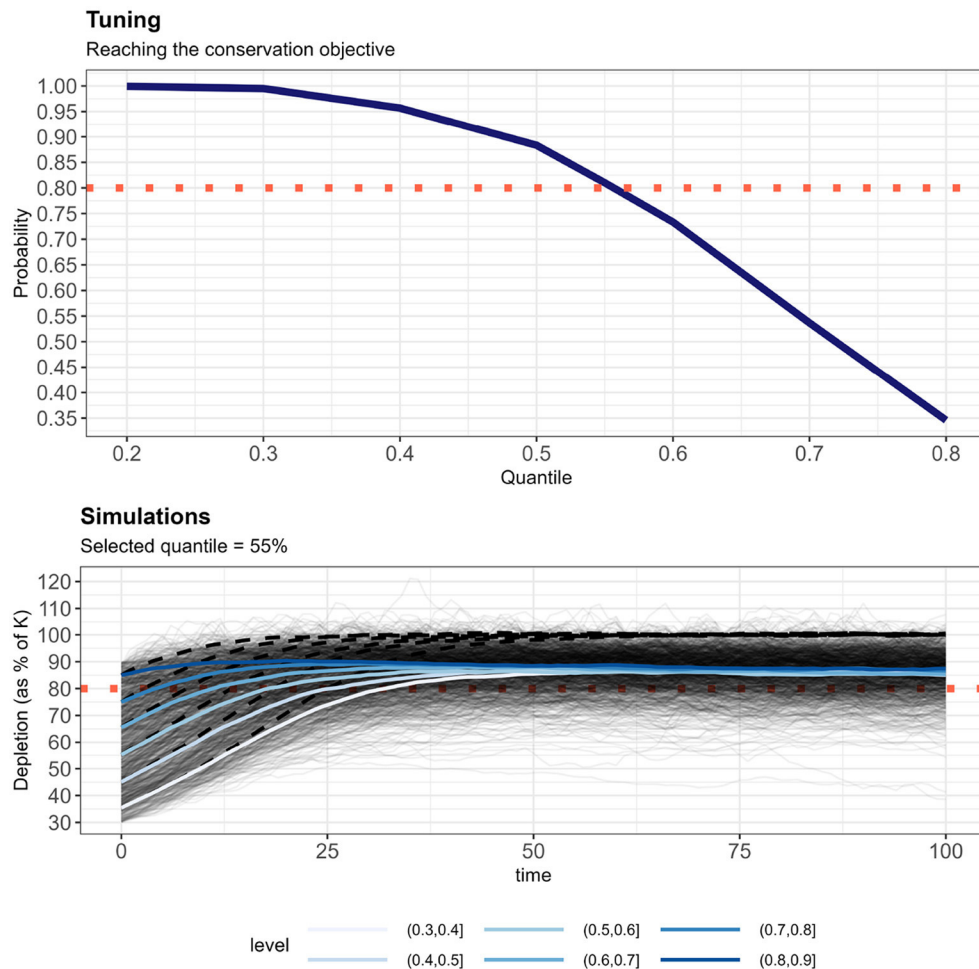 Tuning
Reaching the conservation objective
Probability
1.00
0.95
0.90
0.85
0.80
0.75
0.70
0.65
0.60
0.55
0.50
0.45
0.40
0.35
0.2 0.3 0.4 0.5 0.6 0.7 0.8
Quantile
Simulations
Selected quantile = 55%
Depletion (as % of K)
120
110
100
90
80
70
60
50
40
30
0 25 50 75 100
time
level
(0.3,0.4] (0.5,0.6] (0.7,0.8]
(0.4,0.5] (0.6,0.7] (0.8,0.9]